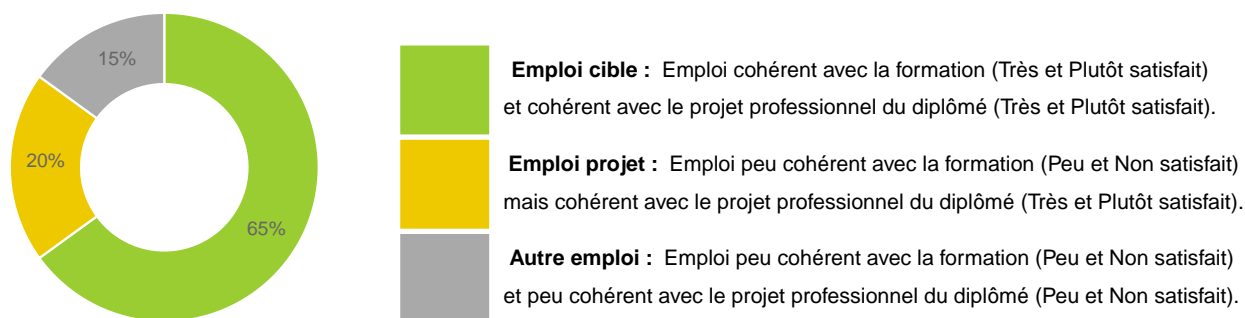 15%
20%
65%
Emploi cible : Emploi cohérent avec la formation (Très et Plutôt satisfait)
et cohérent avec le projet professionnel du diplômé (Très et Plutôt satisfait).
Emploi projet : Emploi peu cohérent avec la formation (Peu et Non satisfait)
mais cohérent avec le projet professionnel du diplômé (Très et Plutôt satisfait).
Autre emploi : Emploi peu cohérent avec la formation (Peu et Non satisfait)
et peu cohérent avec le projet professionnel du diplômé (Peu et Non satisfait).